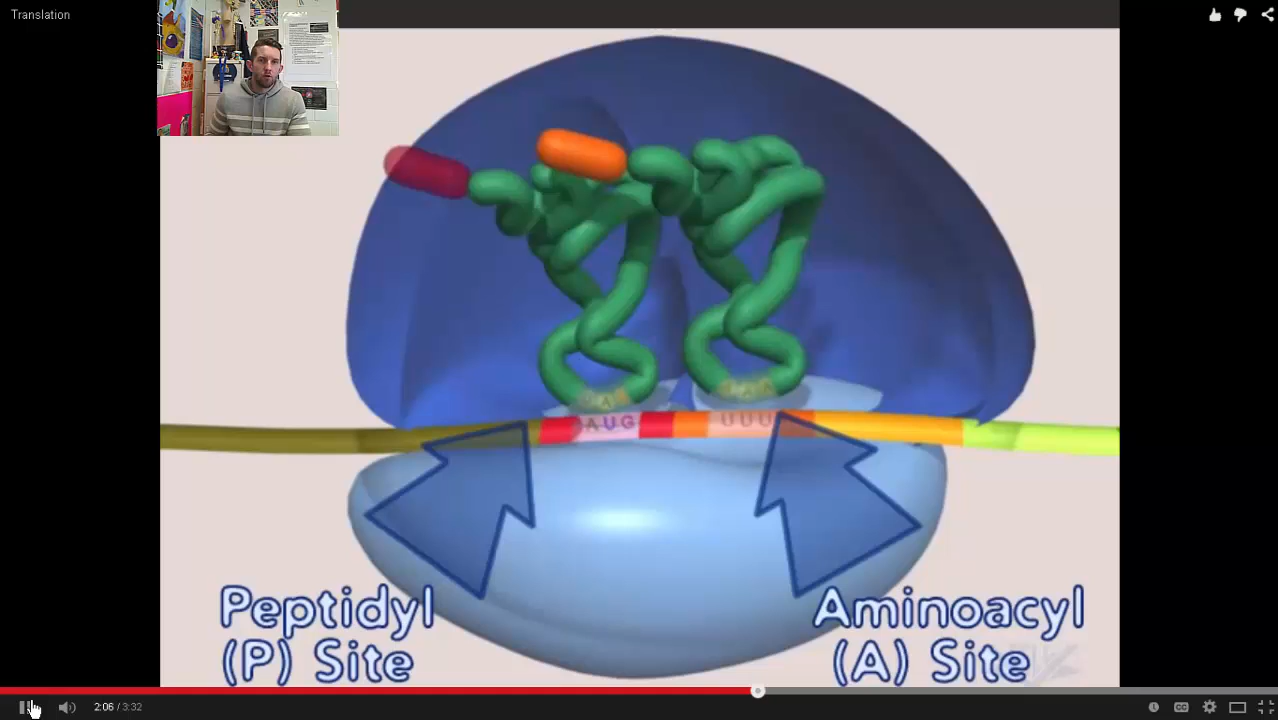 Translation
AUG
UUU
Peptidyl
(P) Site
Aminoacyl
(A) Site
2:06 / 3:32